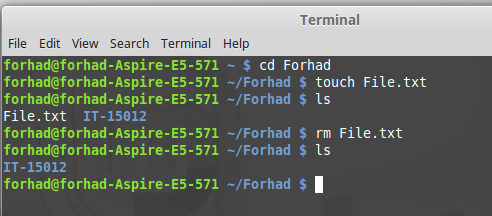 Terminal
File Edit View Search Terminal Help
forhad@forhad-Aspire-E5-571 ~ $ cd Forhad
forhad@forhad-Aspire-E5-571 ~/Forhad $ touch File.txt
forhad@forhad-Aspire-E5-571 ~/Forhad $ ls
File.txt  IT-15012
forhad@forhad-Aspire-E5-571 ~/Forhad $ rm File.txt
forhad@forhad-Aspire-E5-571 ~/Forhad $ ls
IT-15012
forhad@forhad-Aspire-E5-571 ~/Forhad $